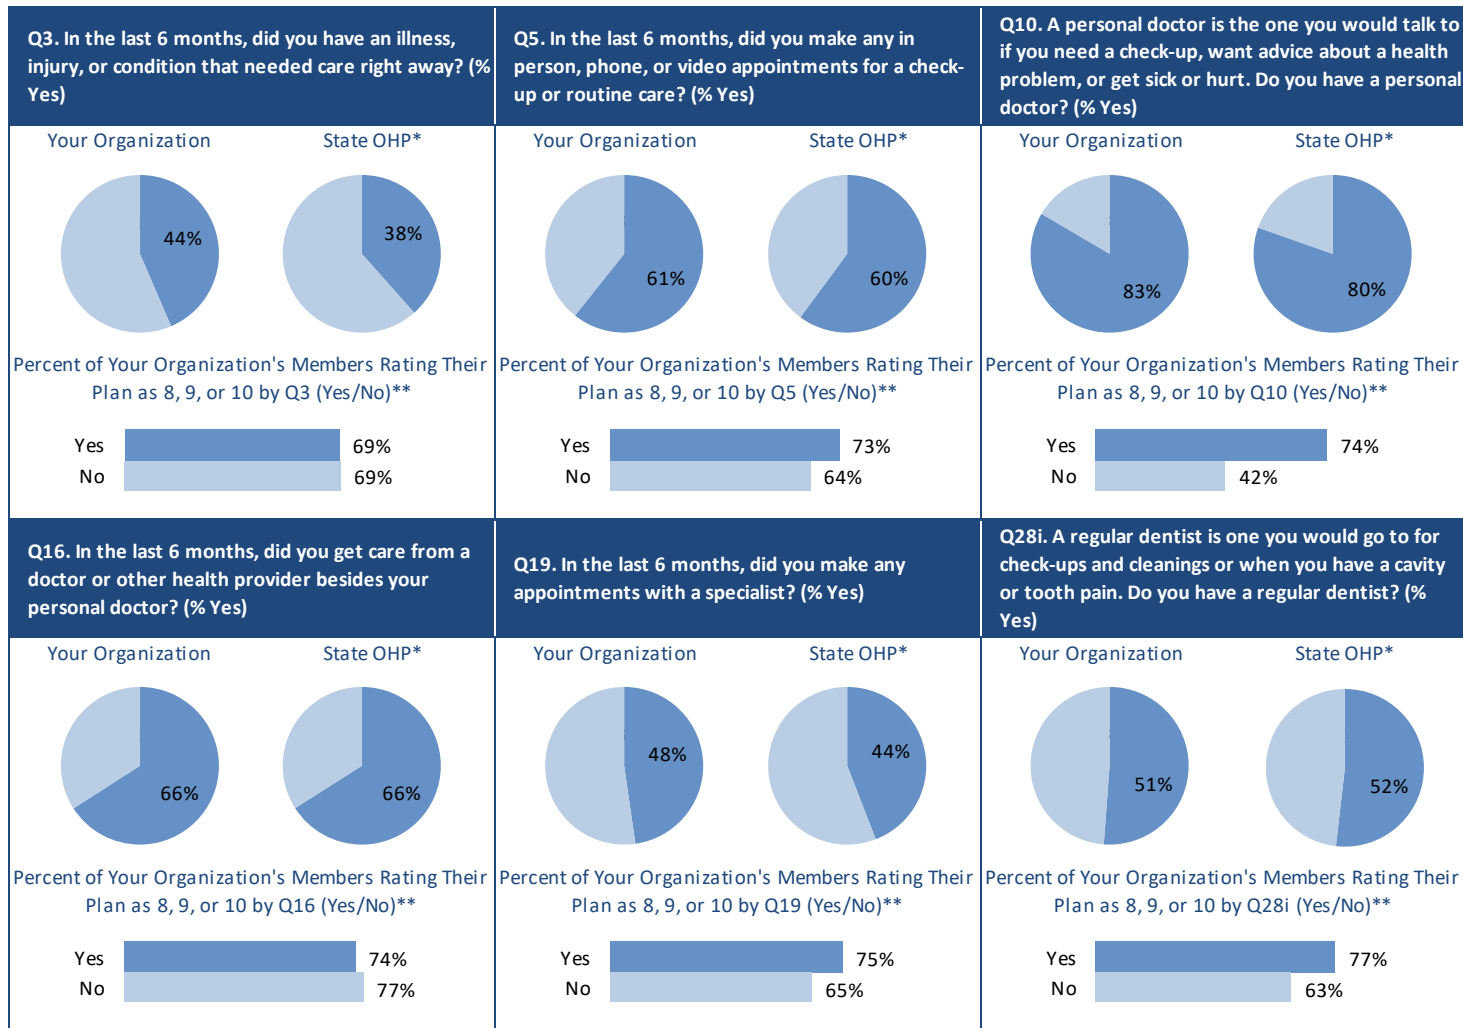 Q3. In the last 6 months, did you have an illness,
injury, or condition that needed care right away? (%
Yes)
Your Organization
State OHP*
44%
38%
Percent of Your Organization's Members Rating Their
Plan as 8, 9, or 10 by Q3 (Yes/No)**
Yes
69%
No
69%
Q5. In the last 6 months, did you make any in
person, phone, or video appointments for a check-
up or routine care? (% Yes)
Your Organization
State OHP*
61%
60%
Percent of Your Organization's Members Rating Their
Plan as 8, 9, or 10 by Q5 (Yes/No)**
Yes
73%
No
64%
Q10. A personal doctor is the one you would talk to
if you need a check-up, want advice about a health
problem, or get sick or hurt. Do you have a personal
doctor? (% Yes)
Your Organization
State OHP*
83%
80%
Percent of Your Organization's Members Rating Their
Plan as 8, 9, or 10 by Q10 (Yes/No)**
Yes
74%
No
42%
Q16. In the last 6 months, did you get care from a
doctor or other health provider besides your
personal doctor? (% Yes)
Your Organization
State OHP*
66%
66%
Percent of Your Organization's Members Rating Their
Plan as 8, 9, or 10 by Q16 (Yes/No)**
Yes
74%
No
77%
Q19. In the last 6 months, did you make any
appointments with a specialist? (% Yes)
Your Organization
State OHP*
48%
44%
Percent of Your Organization's Members Rating Their
Plan as 8, 9, or 10 by Q19 (Yes/No)**
Yes
75%
No
65%
Q28i. A regular dentist is one you would go to for
check-ups and cleanings or when you have a cavity
or tooth pain. Do you have a regular dentist? (%
Yes)
Your Organization
State OHP*
51%
52%
Percent of Your Organization's Members Rating Their
Plan as 8, 9, or 10 by Q28i (Yes/No)**
Yes
77%
No
63%